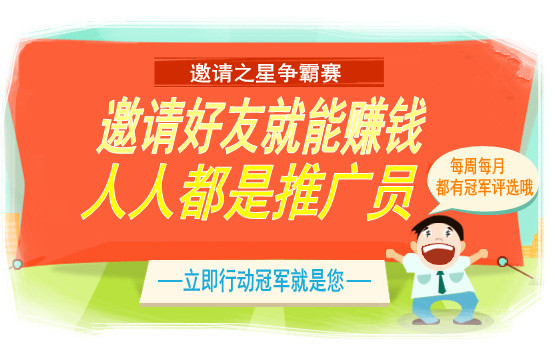 邀请之星争霸赛
邀请好友就能赚钱
人人都是推广员
每周每月
都有冠军评选哦
—立即行动冠军就是您—